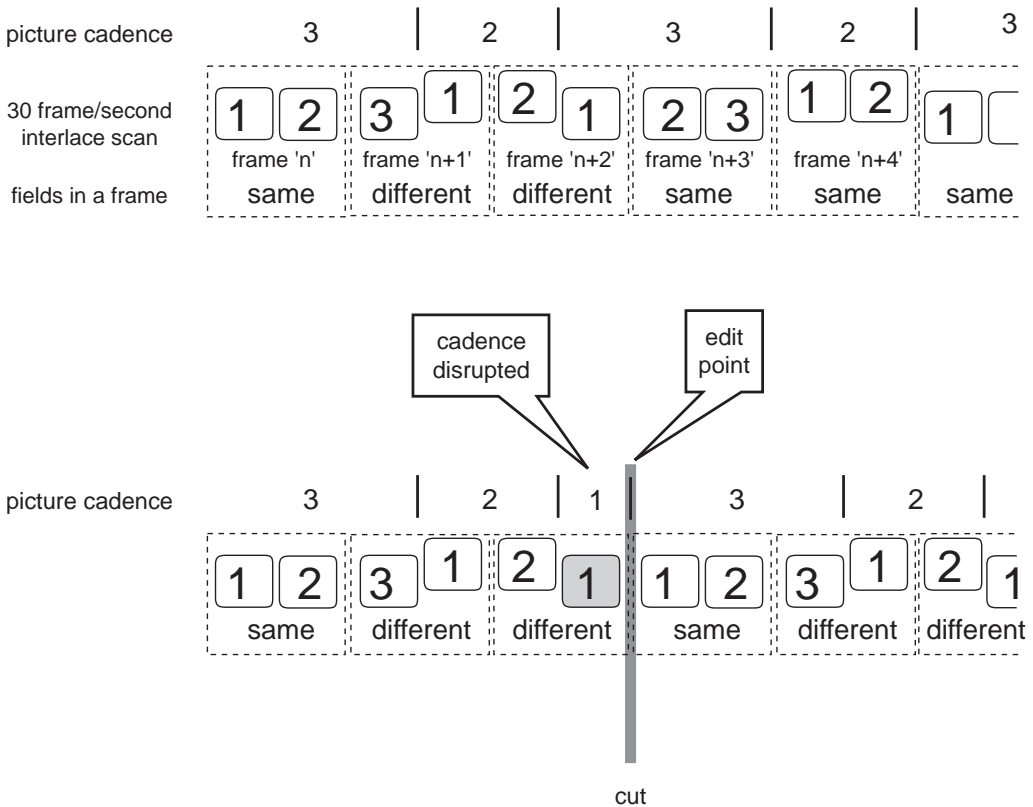 picture cadence 3 2 3 2 3
30 frame/second
interlace scan
1 2 3 1 2 1 2 3 1 2 1
frame 'n' frame 'n+1' frame 'n+2' frame 'n+3' frame 'n+4'
fields in a frame same different different same same same
cadence
disrupted
edit
point
picture cadence 3 2 1 3 2
1 2 3 1 2 1 1 2 3 1 2 1
same different different same different different
cut